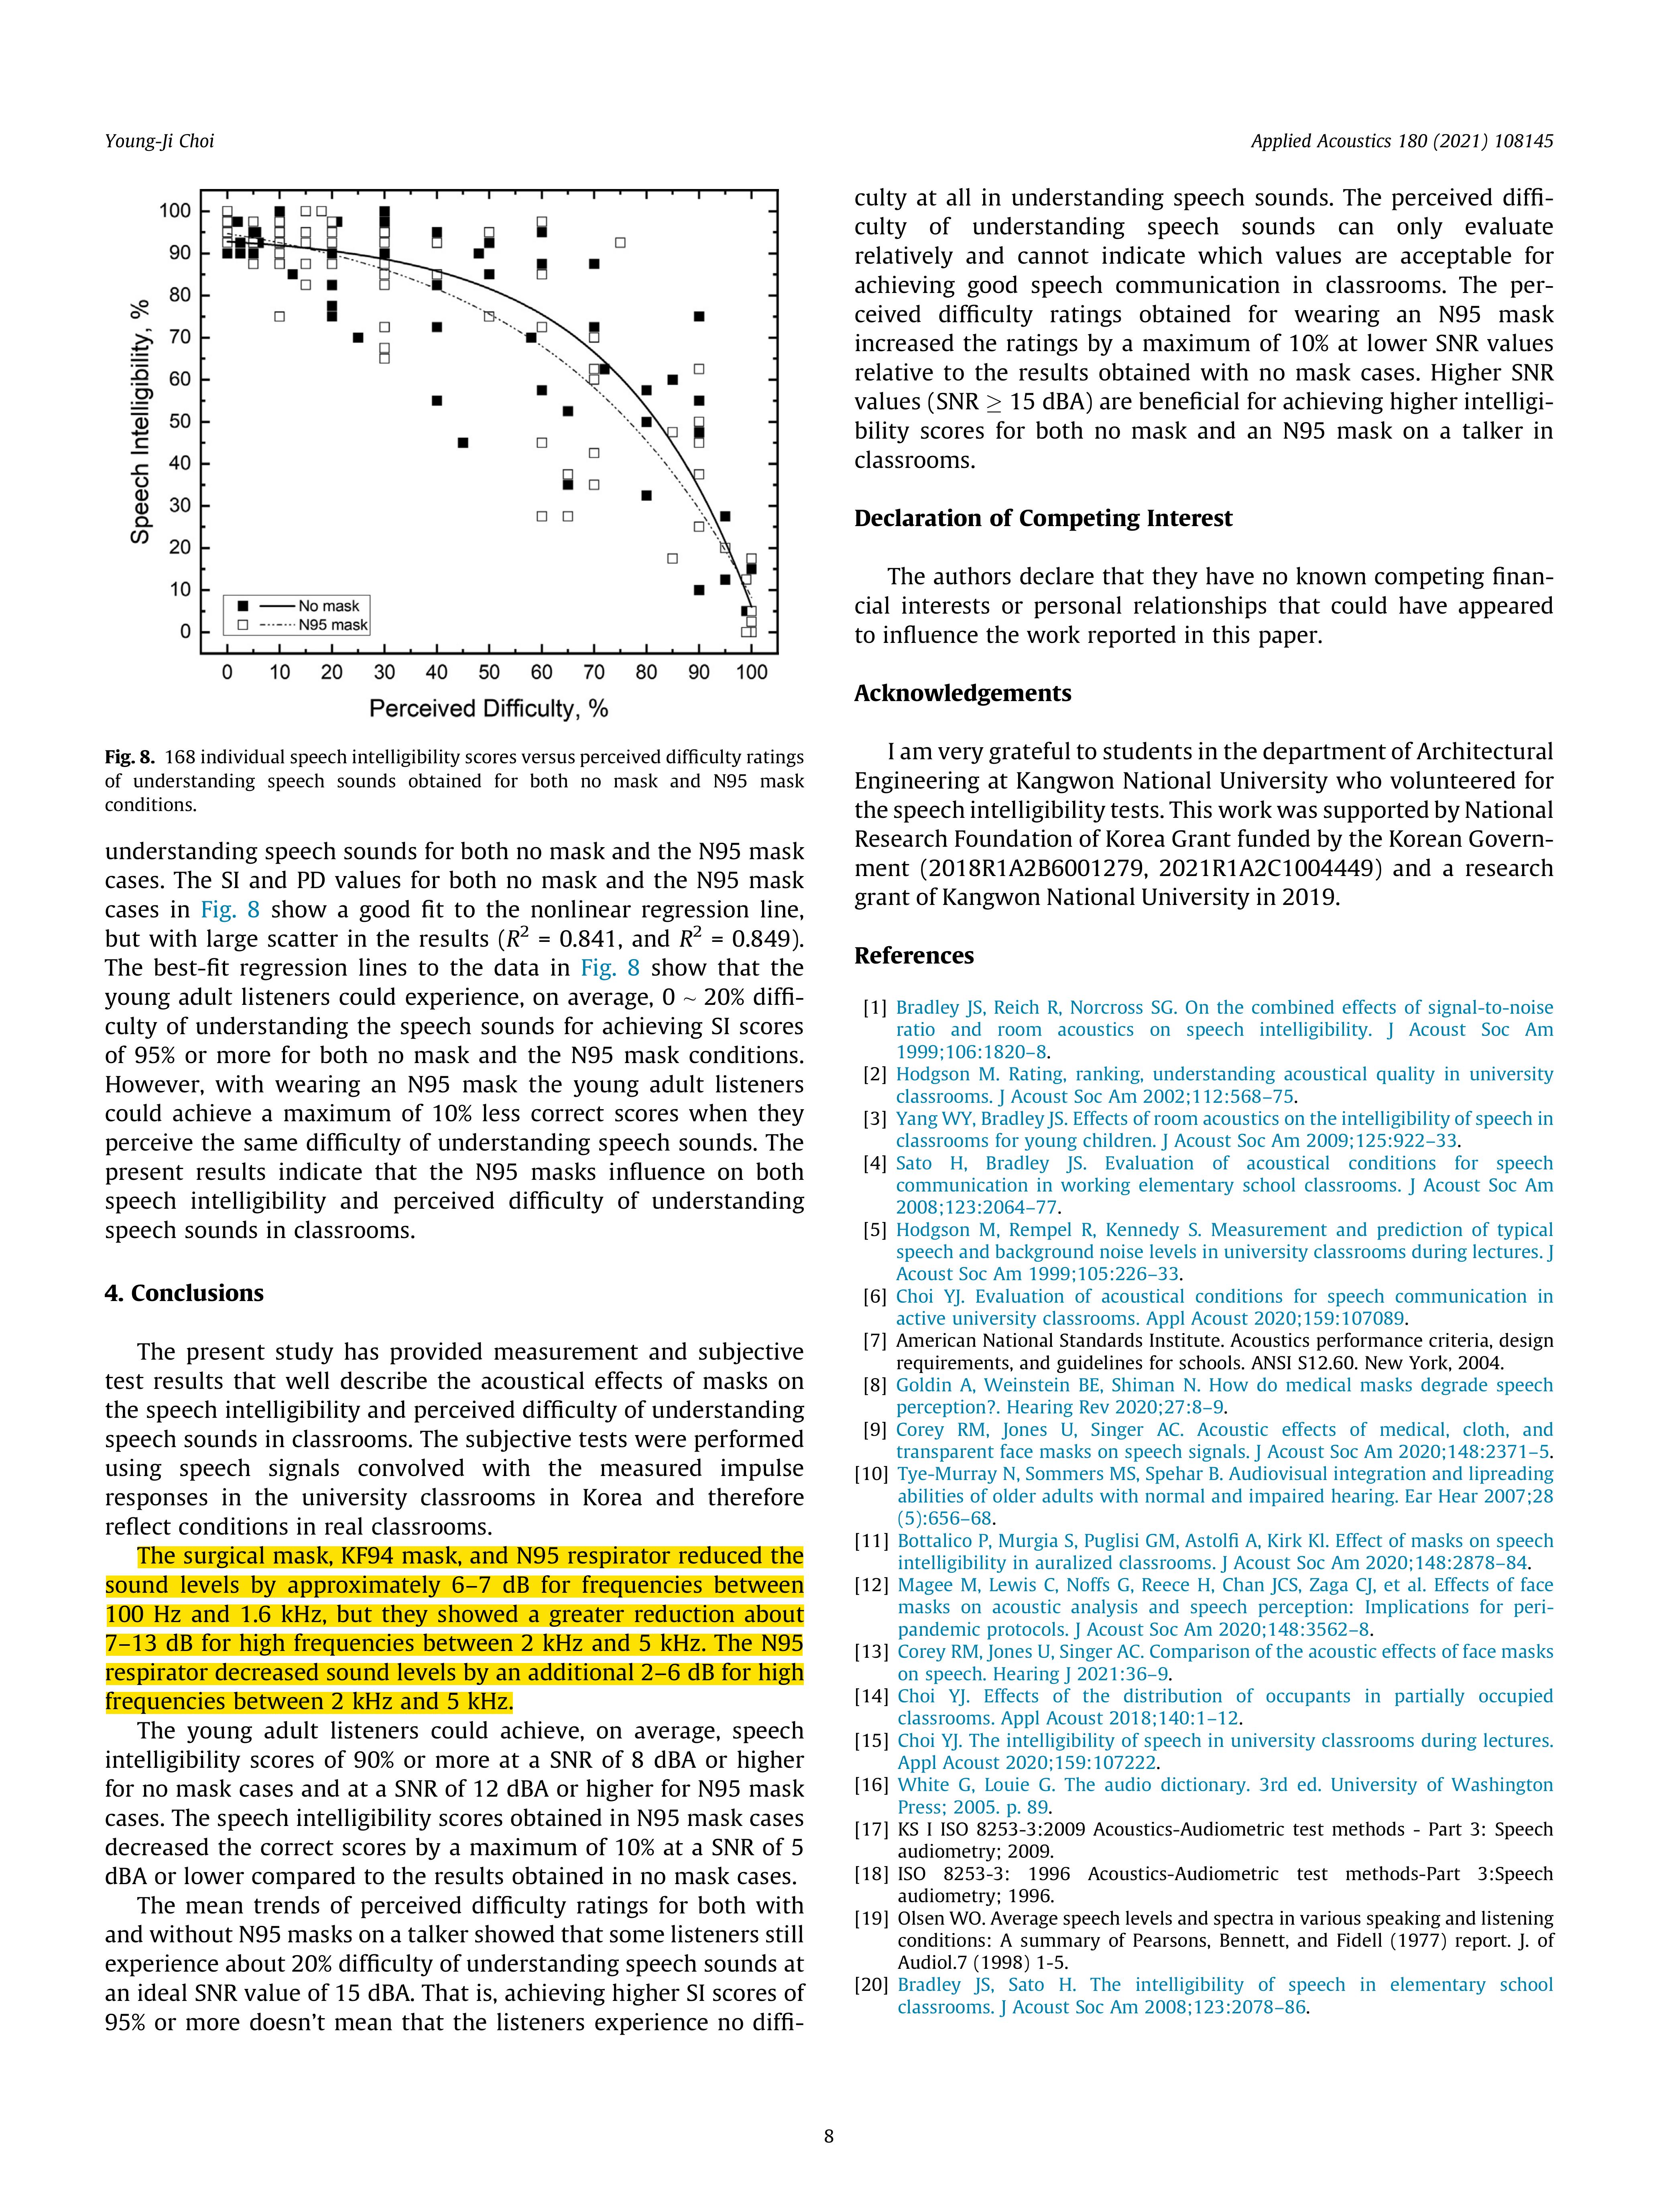 Young-Ji Choi
Applied Acoustics 180 (2021) 108145
100
90
80
70
60
50
40
30
20
10
0
Speech Intelligibility, %
No mask
N95 mask
0 10 20 30 40 50 60 70 80 90 100
Perceived Difficulty, %
Fig. 8. 168 individual speech intelligibility scores versus perceived difficulty ratings
of understanding speech sounds obtained for both no mask and N95 mask
conditions.
understanding speech sounds for both no mask and the N95 mask
cases. The SI and PD values for both no mask and the N95 mask
cases in Fig. 8 show a good fit to the nonlinear regression line,
but with large scatter in the results (R² = 0.841, and R² = 0.849).
The best-fit regression lines to the data in Fig. 8 show that the
young adult listeners could experience, on average, 0 ~ 20% diffi-
culty of understanding the speech sounds for achieving SI scores
of 95% or more for both no mask and the N95 mask conditions.
However, with wearing an N95 mask the young adult listeners
could achieve a maximum of 10% less correct scores when they
perceive the same difficulty of understanding speech sounds. The
present results indicate that the N95 masks influence on both
speech intelligibility and perceived difficulty of understanding
speech sounds in classrooms.
4. Conclusions
The present study has provided measurement and subjective
test results that well describe the acoustical effects of masks on
the speech intelligibility and perceived difficulty of understanding
speech sounds in classrooms. The subjective tests were performed
using speech signals convolved with the measured impulse
responses in the university classrooms in Korea and therefore
reflect conditions in real classrooms.
The surgical mask, KF94 mask, and N95 respirator reduced the
sound levels by approximately 6–7 dB for frequencies between
100 Hz and 1.6 kHz, but they showed a greater reduction about
7–13 dB for high frequencies between 2 kHz and 5 kHz. The N95
respirator decreased sound levels by an additional 2–6 dB for high
frequencies between 2 kHz and 5 kHz.
The young adult listeners could achieve, on average, speech
intelligibility scores of 90% or more at a SNR of 8 dBA or higher
for no mask cases and at a SNR of 12 dBA or higher for N95 mask
cases. The speech intelligibility scores obtained in N95 mask cases
decreased the correct scores by a maximum of 10% at a SNR of 5
dBA or lower compared to the results obtained in no mask cases.
The mean trends of perceived difficulty ratings for both with
and without N95 masks on a talker showed that some listeners still
experience about 20% difficulty of understanding speech sounds at
an ideal SNR value of 15 dBA. That is, achieving higher SI scores of
95% or more doesn't mean that the listeners experience no diffi-
culty at all in understanding speech sounds. The perceived diffi-
culty of understanding speech sounds can only evaluate
relatively and cannot indicate which values are acceptable for
achieving good speech communication in classrooms. The per-
ceived difficulty ratings obtained for wearing an N95 mask
increased the ratings by a maximum of 10% at lower SNR values
relative to the results obtained with no mask cases. Higher SNR
values (SNR ≥ 15 dBA) are beneficial for achieving higher intelligi-
bility scores for both no mask and an N95 mask on a talker in
classrooms.
Declaration of Competing Interest
The authors declare that they have no known competing finan-
cial interests or personal relationships that could have appeared
to influence the work reported in this paper.
Acknowledgements
I am very grateful to students in the department of Architectural
Engineering at Kangwon National University who volunteered for
the speech intelligibility tests. This work was supported by National
Research Foundation of Korea Grant funded by the Korean Govern-
ment (2018R1A2B6001279, 2021R1A2C1004449) and a research
grant of Kangwon National University in 2019.
References
[1] Bradley JS, Reich R, Norcross SG. On the combined effects of signal-to-noise
ratio and room acoustics on speech intelligibility. J Acoust Soc Am
1999;106:1820–8.
[2] Hodgson M. Rating, ranking, understanding acoustical quality in university
classrooms. J Acoust Soc Am 2002;112:568–75.
[3] Yang WY, Bradley JS. Effects of room acoustics on the intelligibility of speech in
classrooms for young children. J Acoust Soc Am 2009;125:922–33.
[4] Sato H, Bradley JS. Evaluation of acoustical conditions for speech
communication in working elementary school classrooms. J Acoust Soc Am
2008;123:2064–77.
[5] Hodgson M, Rempel R, Kennedy S. Measurement and prediction of typical
speech and background noise levels in university classrooms during lectures. J
Acoust Soc Am 1999;105:226–33.
[6] Choi YJ. Evaluation of acoustical conditions for speech communication in
active university classrooms. Appl Acoust 2020;159:107089.
[7] American National Standards Institute. Acoustics performance criteria, design
requirements, and guidelines for schools. ANSI S12.60. New York, 2004.
[8] Goldin A, Weinstein BE, Shiman N. How do medical masks degrade speech
perception?. Hearing Rev 2020;27:8–9.
[9] Corey RM, Jones U, Singer AC. Acoustic effects of medical, cloth, and
transparent face masks on speech signals. J Acoust Soc Am 2020;148:2371–5.
[10] Tye-Murray N, Sommers MS, Spehar B. Audiovisual integration and lipreading
abilities of older adults with normal and impaired hearing. Ear Hear 2007;28
(5):656–68.
[11] Bottalico P, Murgia S, Puglisi GM, Astolfi A, Kirk Kl. Effect of masks on speech
intelligibility in auralized classrooms. J Acoust Soc Am 2020;148:2878–84.
[12] Magee M, Lewis C, Noffs G, Reece H, Chan JCS, Zaga CJ, et al. Effects of face
masks on acoustic analysis and speech perception: Implications for peri-
pandemic protocols. J Acoust Soc Am 2020;148:3562–8.
[13] Corey RM, Jones U, Singer AC. Comparison of the acoustic effects of face masks
on speech. Hearing J 2021:36–9.
[14] Choi YJ. Effects of the distribution of occupants in partially occupied
classrooms. Appl Acoust 2018;140:1–12.
[15] Choi YJ. The intelligibility of speech in university classrooms during lectures.
Appl Acoust 2020;159:107222.
[16] White G, Louie G. The audio dictionary. 3rd ed. University of Washington
Press; 2005. p. 89.
[17] KS I ISO 8253-3:2009 Acoustics-Audiometric test methods - Part 3: Speech
audiometry; 2009.
[18] ISO 8253-3: 1996 Acoustics-Audiometric test methods-Part 3:Speech
audiometry; 1996.
[19] Olsen WO. Average speech levels and spectra in various speaking and listening
conditions: A summary of Pearsons, Bennett, and Fidell (1977) report. J. of
Audiol.7 (1998) 1-5.
[20] Bradley JS, Sato H. The intelligibility of speech in elementary school
classrooms. J Acoust Soc Am 2008;123:2078–86.
8